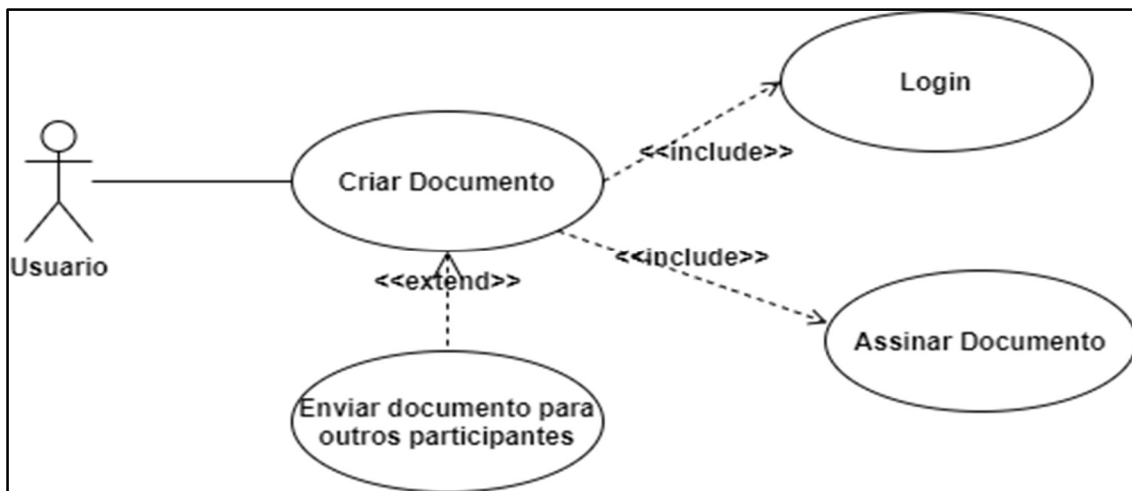 Login
<<include>>
Criar Documento
Usuario
<<extend>>
<<include>>
Assinar Documento
Enviar documento para
outros participantes